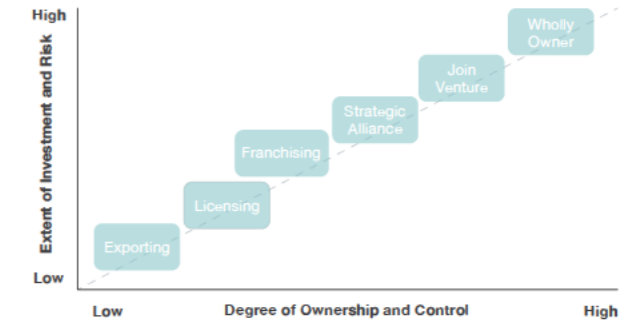 High
Wholly
Owner
Join
Venture
Strategic
Alliance
Franchising
Licensing
Exporting
Extent of Investment and Risk
Low
Low
Degree of Ownership and Control
High